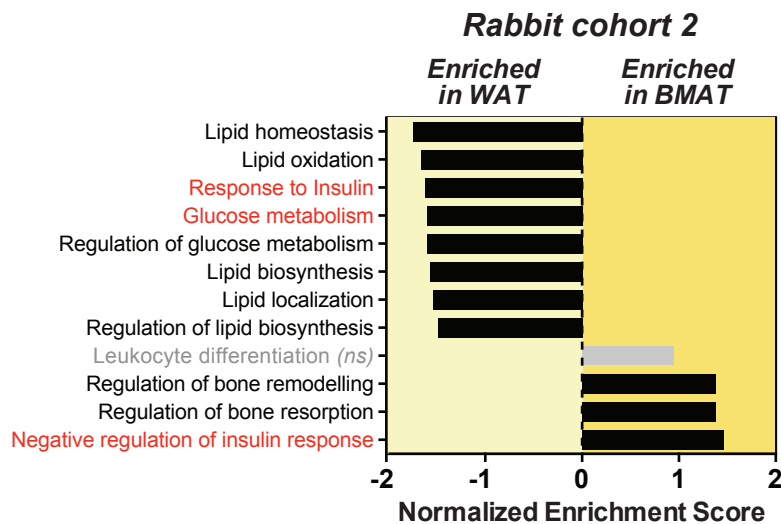 Rabbit cohort 2
Enriched in WAT
Enriched in BMAT
Lipid homeostasis
Lipid oxidation
Response to Insulin
Glucose metabolism
Regulation of glucose metabolism
Lipid biosynthesis
Lipid localization
Regulation of lipid biosynthesis
Leukocyte differentiation (ns)
Regulation of bone remodelling
Regulation of bone resorption
Negative regulation of insulin response
-2 -1 0 1 2
Normalized Enrichment Score